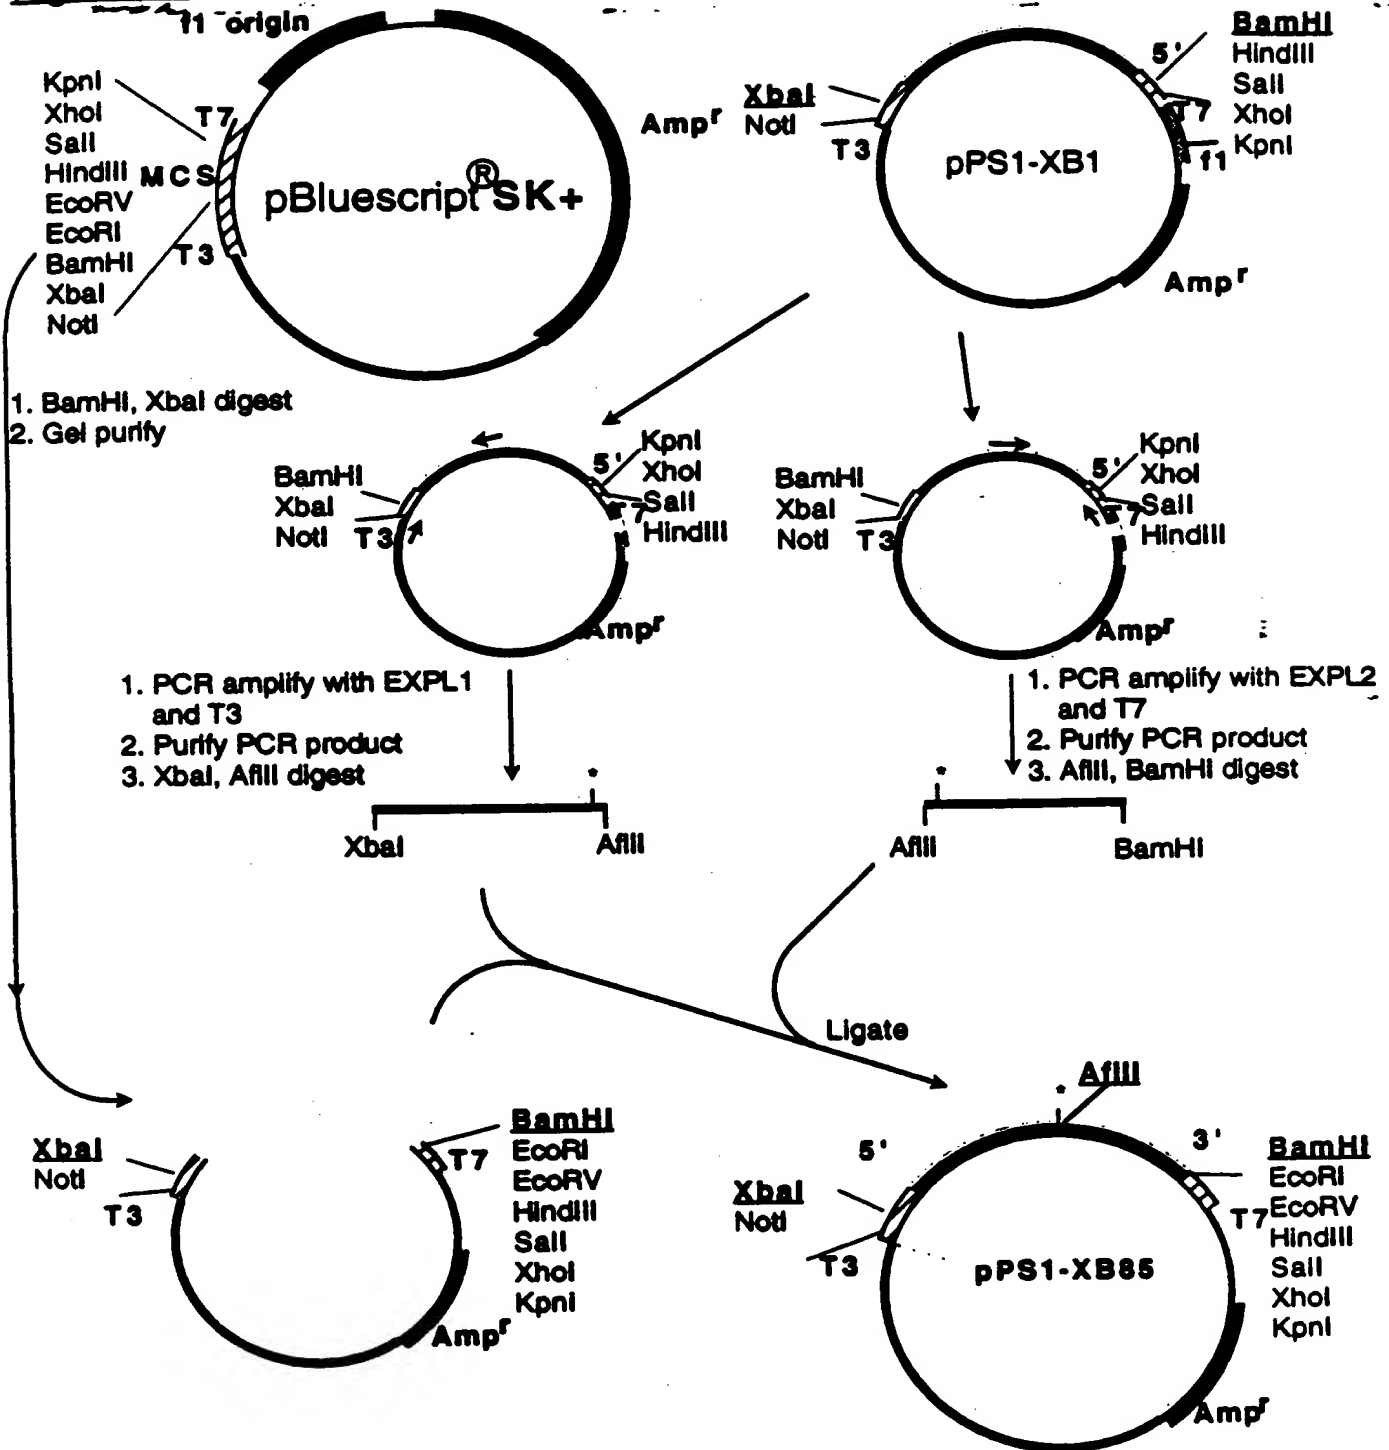 f1 origin
KpnI
XhoI
SalI
HindIII
EcoRV
EcoRI
BamHI
XbaI
NotI
T7
MCS
T3
pBluescript® SK+
Ampʳ
XbaI
NotI
T3
pPS1-XB1
5'
BamHI
HindIII
SalI
XhoI
KpnI
T7
f1
Ampʳ
1. BamHI, XbaI digest
2. Gel purify
BamHI
XbaI
NotI
T3
5'
KpnI
XhoI
SalI
HindIII
T7
Ampʳ
BamHI
XbaI
NotI
T3
5'
KpnI
XhoI
SalI
HindIII
T7
Ampʳ
1. PCR amplify with EXPL1
and T3
2. Purify PCR product
3. XbaI, AflII digest
1. PCR amplify with EXPL2
and T7
2. Purify PCR product
3. AflII, BamHI digest
*
XbaI
AflII
*
AflII
BamHI
Ligate
XbaI
NotI
T3
BamHI
EcoRI
EcoRV
HindIII
SalI
XhoI
KpnI
T7
Ampʳ
* AflII
5'
3'
XbaI
NotI
T3
pPS1-XB85
BamHI
EcoRI
EcoRV
HindIII
SalI
XhoI
KpnI
T7
Ampʳ